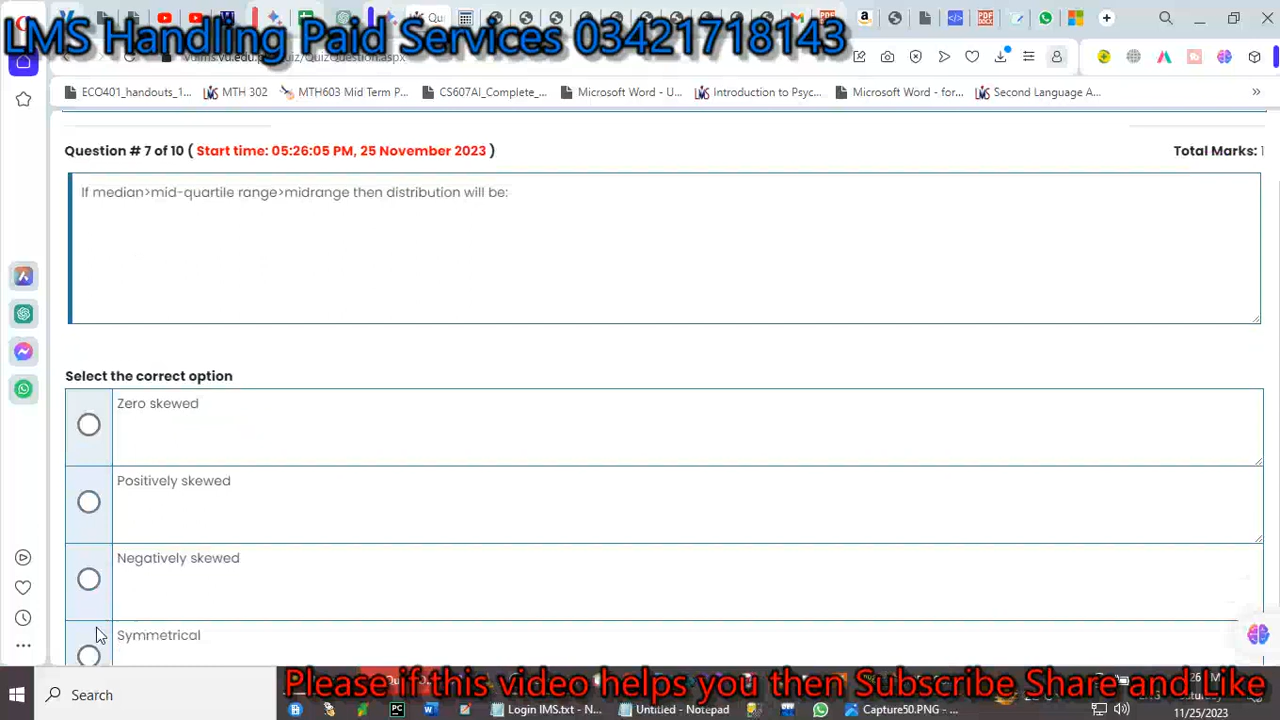 LMS Handling Paid Services 03421718143
ECO401_handouts_1...
MTH 302
MTH603 Mid Term P...
CS607AI_Complete_...
Microsoft Word - U...
Introduction to Psyc...
Microsoft Word - for...
Second Language A...
Question # 7 of 10 ( Start time: 05:26:05 PM, 25 November 2023 )
Total Marks: 1
If median>mid-quartile range>midrange then distribution will be:
Select the correct option
Zero skewed
Positively skewed
Negatively skewed
Symmetrical
Please if this video helps you then Subscribe Share and Like
Search
Login IMS.txt - N...
Untitled - Notepad
Capture50.PNG - ...
11/25/2023